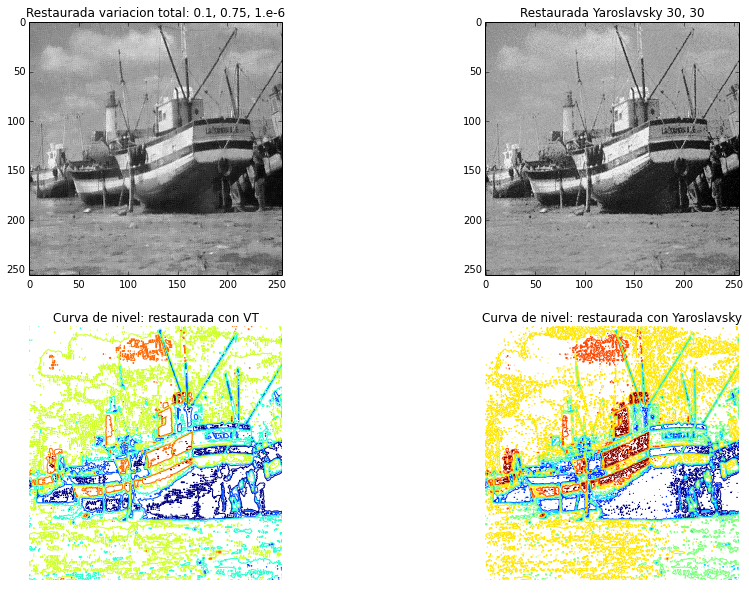 Restaurada variacion total: 0.1, 0.75, 1.e-6
Restaurada Yaroslavsky 30, 30
0
50
100
150
200
250
0 50 100 150 200 250
0
50
100
150
200
250
0 50 100 150 200 250
Curva de nivel: restaurada con VT
Curva de nivel: restaurada con Yaroslavsky